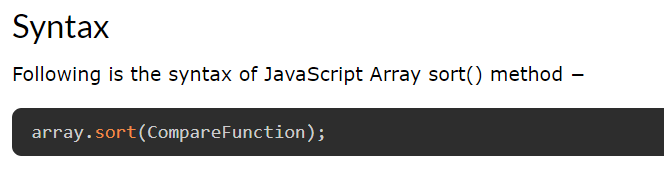 Syntax
Following is the syntax of JavaScript Array sort() method −
array.sort(CompareFunction);